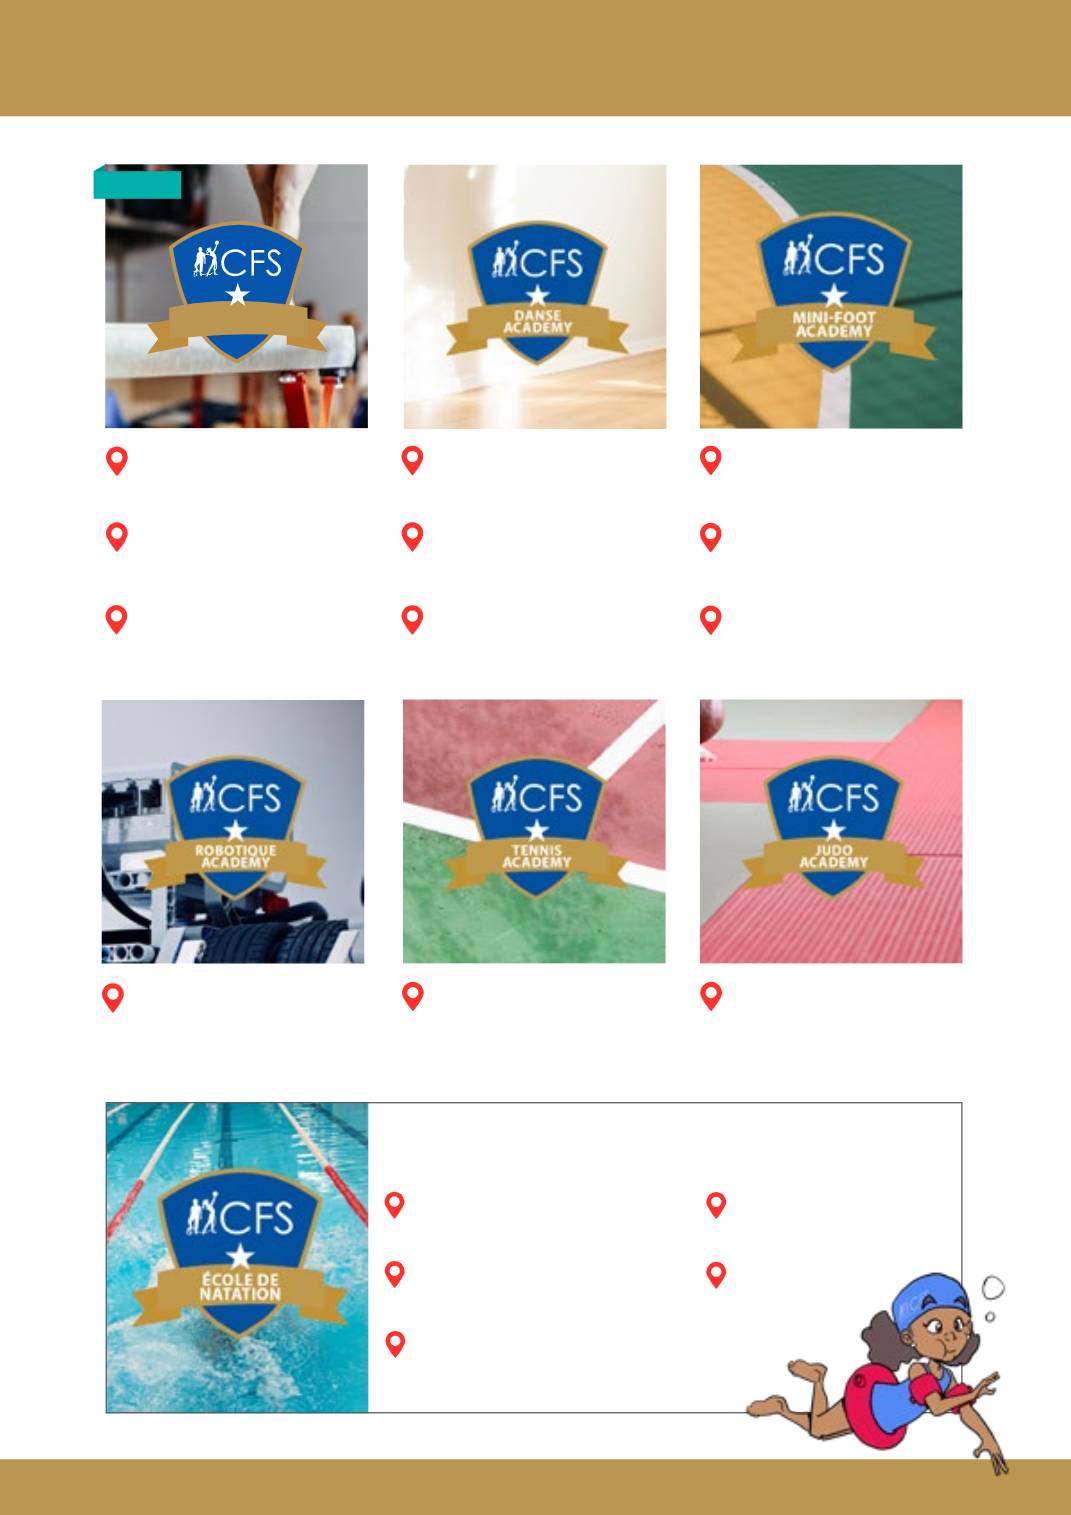 CFS
CFS
DANSE
ACADEMY
CFS
MINI-FOOT
ACADEMY
CFS
ROBOTIQUE
ACADEMY
CFS
TENNIS
ACADEMY
CFS
JUDO
ACADEMY
CFS
ÉCOLE DE
NATATION